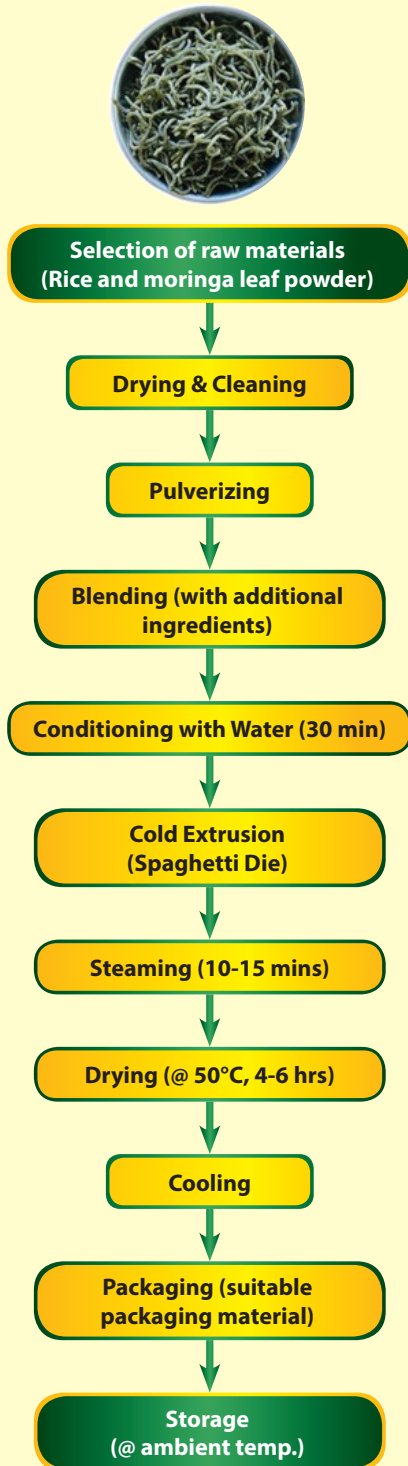 Selection of raw materials
(Rice and moringa leaf powder)
Drying & Cleaning
Pulverizing
Blending (with additional
ingredients)
Conditioning with Water (30 min)
Cold Extrusion
(Spaghetti Die)
Steaming (10-15 mins)
Drying (@ 50°C, 4-6 hrs)
Cooling
Packaging (suitable
packaging material)
Storage
(@ ambient temp.)